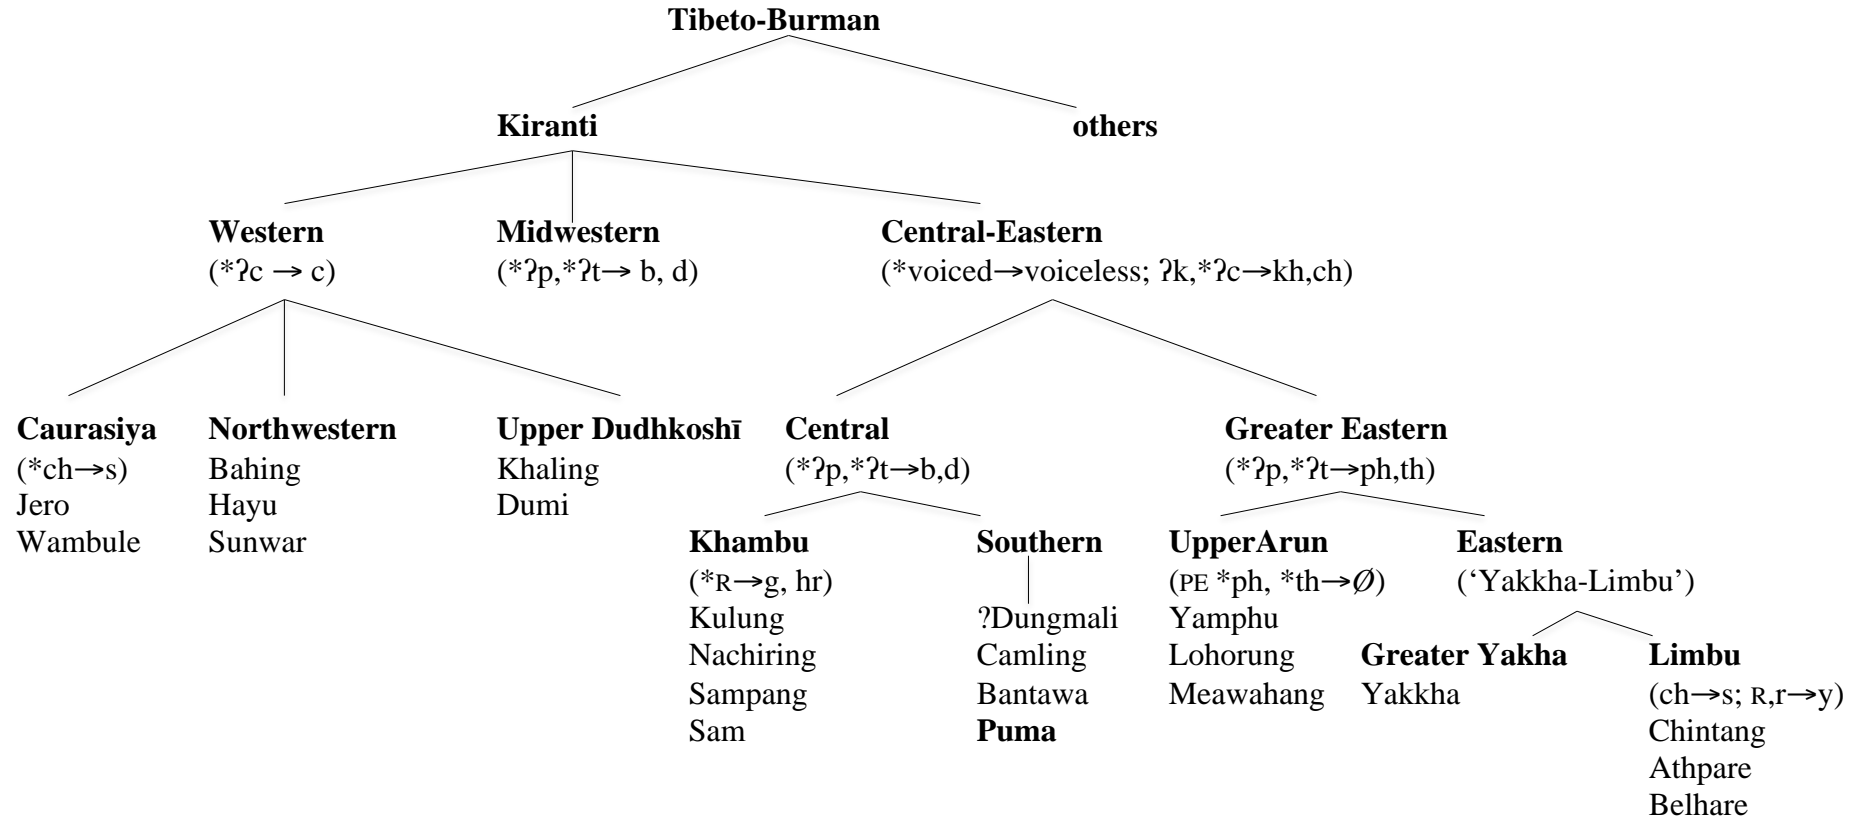 Tibeto-Burman
Kiranti others
Western Midwestern Central-Eastern
(*ʔc → c) (*ʔp,*ʔt→ b, d) (*voiced→voiceless; ʔk,*ʔc→kh,ch)
Caurasiya Northwestern Upper Dudhkoshī Central Greater Eastern
(*ch→s) Bahing Khaling (*ʔp,*ʔt→b,d) (*ʔp,*ʔt→ph,th)
Jero Hayu Dumi
Wambule Sunwar Khambu Southern UpperArun Eastern
(*R→g, hr) (PE *ph, *th→Ø) (‘Yakkha-Limbu’)
Kulung ?Dungmali Yamphu
Nachiring Camling Lohorung Greater Yakha Limbu
Sampang Bantawa Meawahang Yakkha (ch→s; R,r→y)
Sam Puma Chintang
Athpare
Belhare